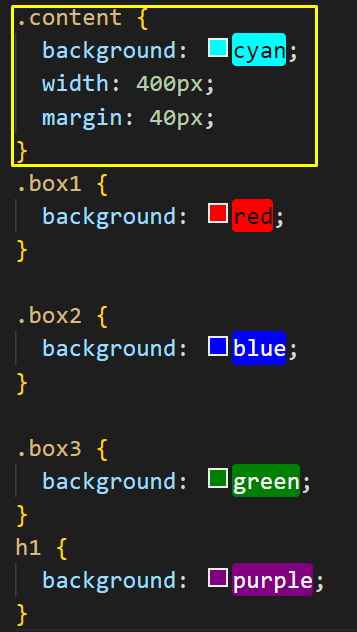 .content {
  background: cyan;
  width: 400px;
  margin: 40px;
}
.box1 {
  background: red;
}

.box2 {
  background: blue;
}

.box3 {
  background: green;
}
h1 {
  background: purple;
}